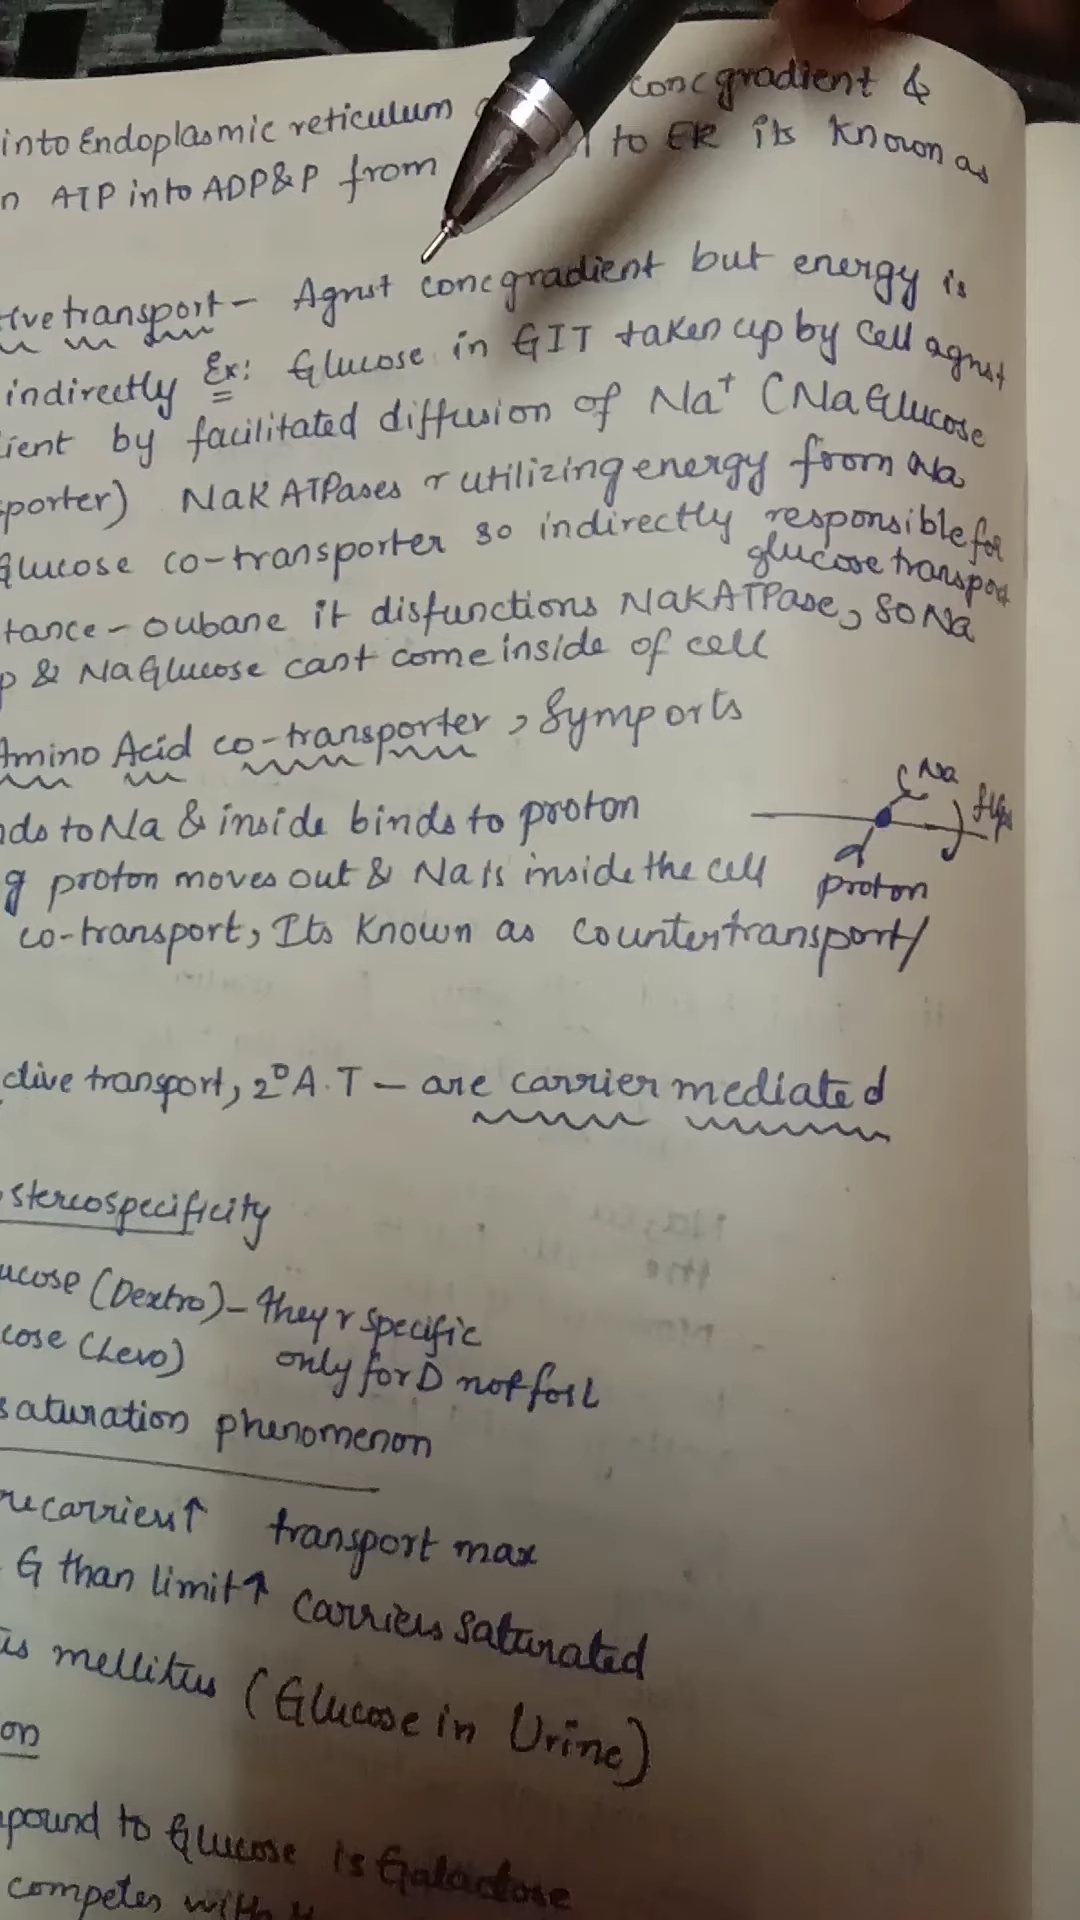 into Endoplasmic reticulum conc gradient &
n ATP into ADP&P from to ER its known as
tive transport - Agnst conc gradient but energy is
indirectly Ex: Glucose in GIT taken up by cell agnst
ient by facilitated diffusion of Na+ (NaGlucose
sporter) NaK ATPases r utilizing energy from Na
Glucose co-transporter so indirectly responsible for
glucose transport
tance - oubane it disfunctions NaKATPase, so Na
p & NaGlucose cant come inside of cell
Amino Acid co-transporter, Symports
Na
nds to Na & inside binds to proton flips
g proton moves out & Na is inside the cell proton
co-transport, Its known as countertransport/
ctive transport, 2° A.T - are carrier mediated
stereospecificity
ucose (Dextro) - they r specific
cose (Levo) only for D not for L
saturation phenomenon
re carriers↑ transport max
G than limit↑ carriers saturated
is mellitus (Glucose in Urine)
on
pound to Glucose is Galactose
competes with